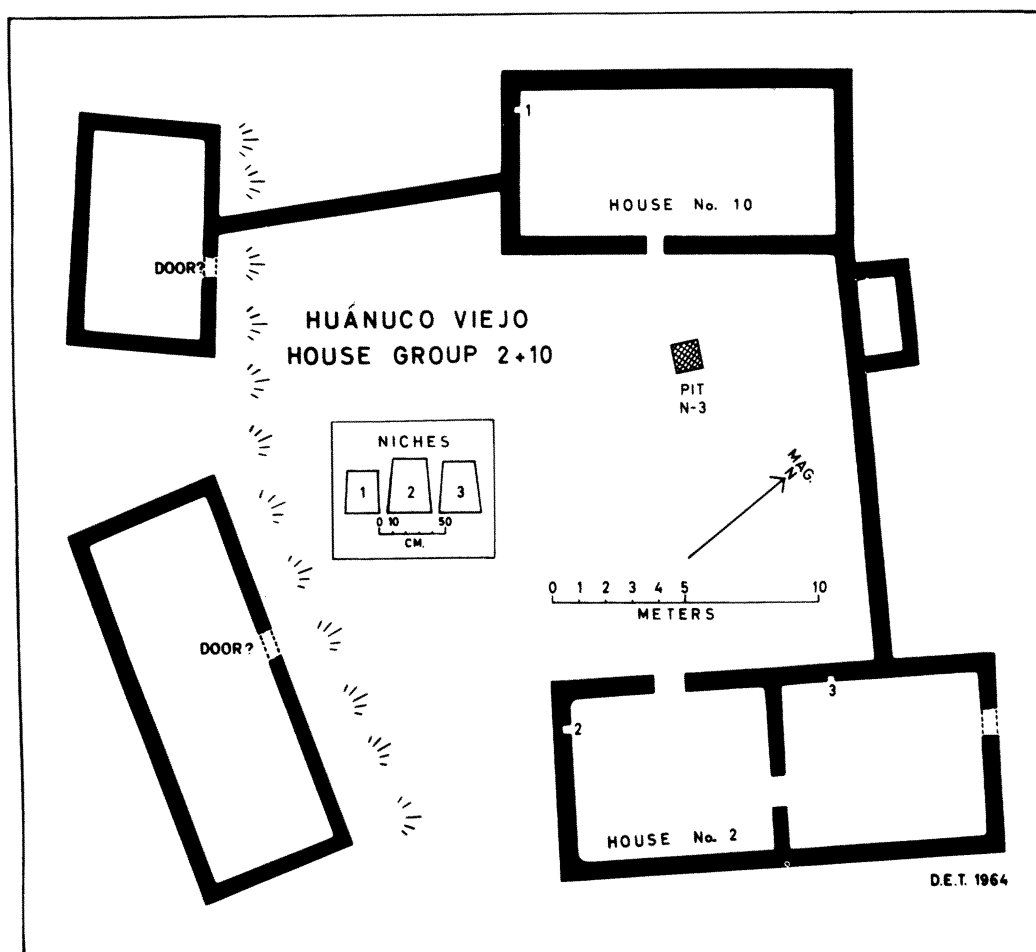 1
HOUSE No. 10
DOOR?
HUÁNUCO VIEJO
HOUSE GROUP 2+10
PIT
N-3
NICHES
1 2 3
0 10 50
CM.
MAG.
N
0 1 2 3 4 5 10
METERS
DOOR?
3
2
HOUSE No. 2
D.E.T. 1964